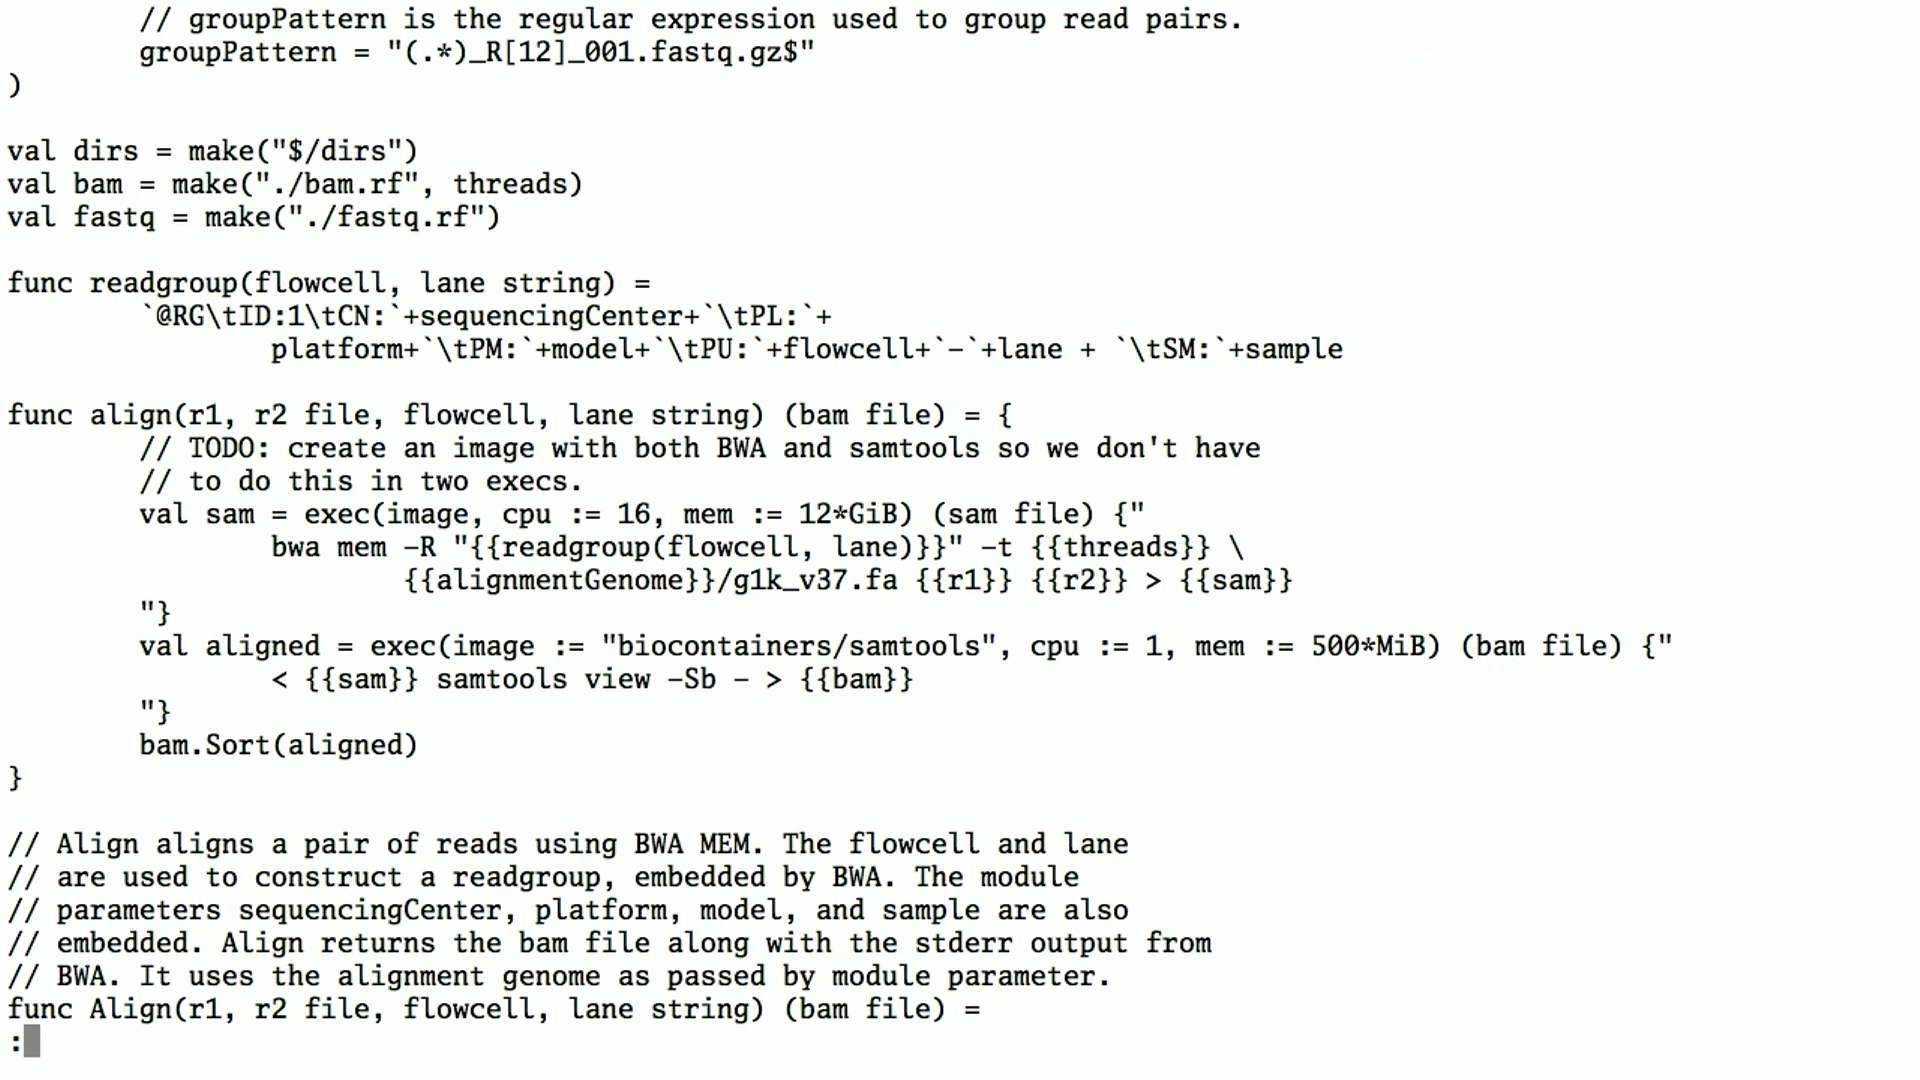 // groupPattern is the regular expression used to group read pairs.
groupPattern = "(.*)_R[12]_001.fastq.gz$"
)
val dirs = make("$/dirs")
val bam = make("./bam.rf", threads)
val fastq = make("./fastq.rf")
func readgroup(flowcell, lane string) =
`@RG\tID:1\tCN:`+sequencingCenter+`\tPL:`+
platform+`\tPM:`+model+`\tPU:`+flowcell+`-`+lane + `\tSM:`+sample
func align(r1, r2 file, flowcell, lane string) (bam file) = {
// TODO: create an image with both BWA and samtools so we don't have
// to do this in two execs.
val sam = exec(image, cpu := 16, mem := 12*GiB) (sam file) {"
bwa mem -R "{{readgroup(flowcell, lane)}}" -t {{threads}} \
{{alignmentGenome}}/g1k_v37.fa {{r1}} {{r2}} > {{sam}}
"}
val aligned = exec(image := "biocontainers/samtools", cpu := 1, mem := 500*MiB) (bam file) {"
< {{sam}} samtools view -Sb - > {{bam}}
"}
bam.Sort(aligned)
}
// Align aligns a pair of reads using BWA MEM. The flowcell and lane
// are used to construct a readgroup, embedded by BWA. The module
// parameters sequencingCenter, platform, model, and sample are also
// embedded. Align returns the bam file along with the stderr output from
// BWA. It uses the alignment genome as passed by module parameter.
func Align(r1, r2 file, flowcell, lane string) (bam file) =
: